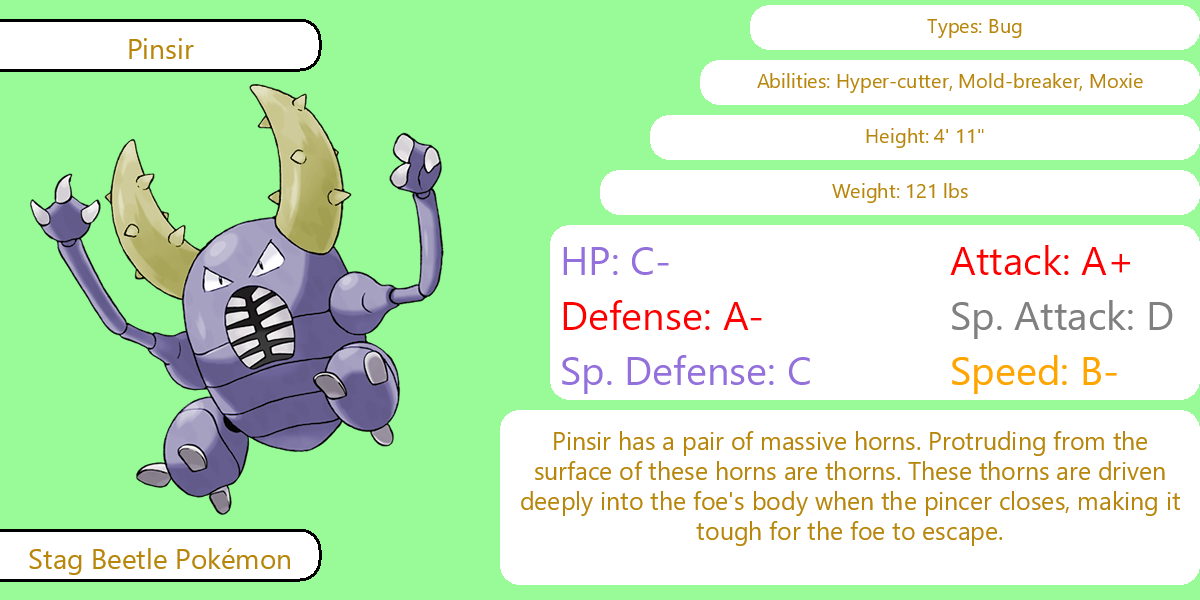 Pinsir
Types: Bug
Abilities: Hyper-cutter, Mold-breaker, Moxie
Height: 4' 11"
Weight: 121 lbs
HP: C-
Attack: A+
Defense: A-
Sp. Attack: D
Sp. Defense: C
Speed: B-
Pinsir has a pair of massive horns. Protruding from the
surface of these horns are thorns. These thorns are driven
deeply into the foe's body when the pincer closes, making it
tough for the foe to escape.
Stag Beetle Pokémon